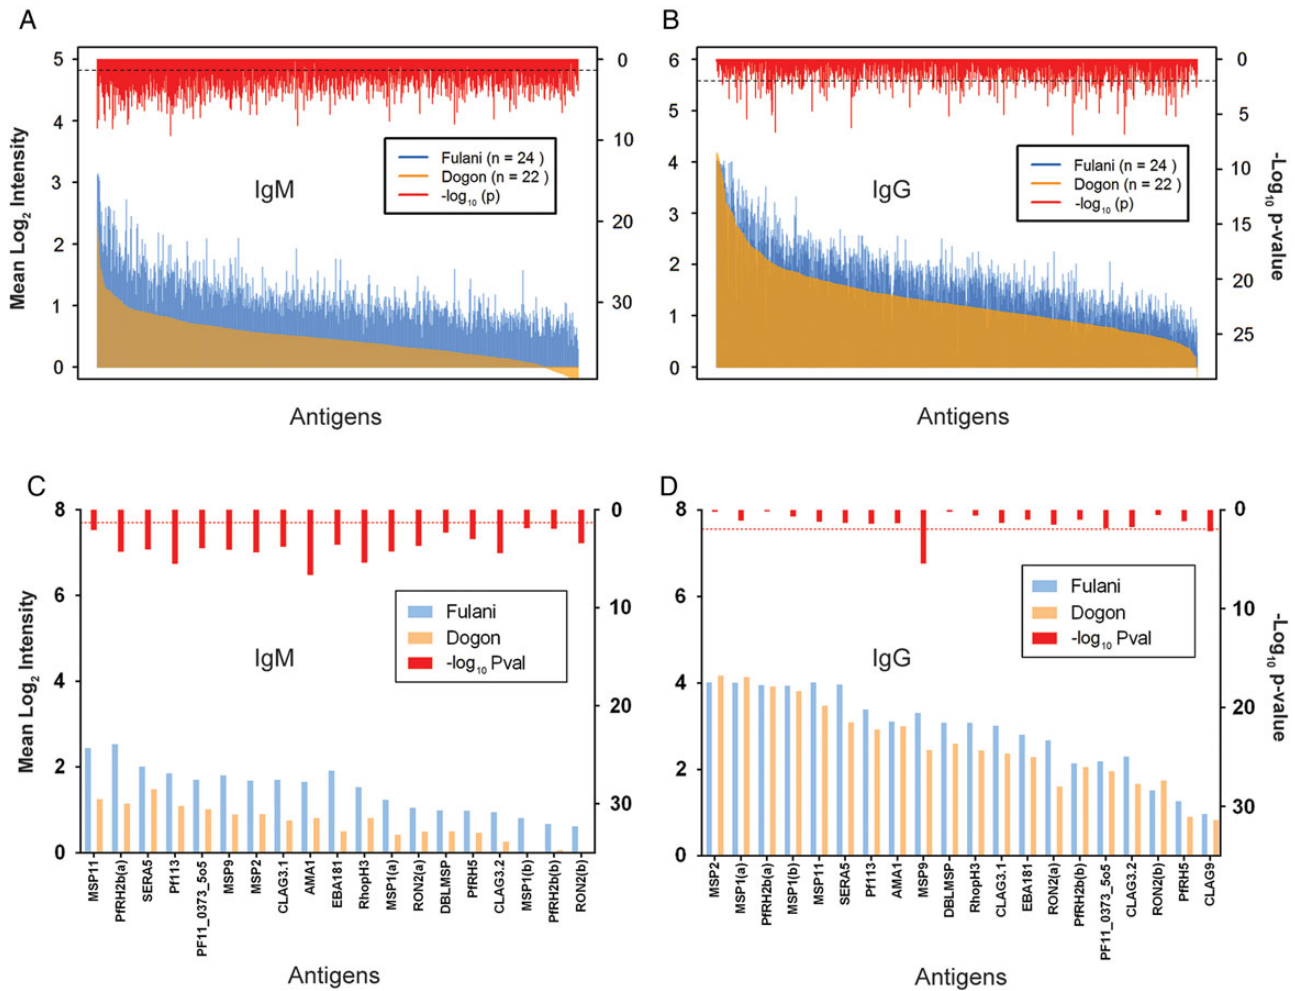 A
5
4
3
2
1
0
Mean Log2 Intensity
0
10
20
30
Fulani (n = 24 )
Dogon (n = 22 )
-log10 (p)
IgM
Antigens
B
6
5
4
3
2
1
0
0
5
10
15
20
25
-Log10 p-value
Fulani (n = 24 )
Dogon (n = 22 )
-log10 (p)
IgG
Antigens
C
8
6
4
2
0
Mean Log2 Intensity
0
10
20
30
Fulani
Dogon
-log10 Pval
IgM
MSP11
PfRH2b(a)
SERA5
Pf113
PF11_0373_5o5
MSP9
MSP2
CLAG3.1
AMA1
EBA181
RhopH3
MSP1(a)
RON2(a)
DBLMSP
PfRH5
CLAG3.2
MSP1(b)
PfRH2b(b)
RON2(b)
Antigens
D
8
6
4
2
0
0
10
20
30
-Log10 p-value
Fulani
Dogon
-log10 Pval
IgG
MSP2
MSP1(a)
PfRH2b(a)
MSP1(b)
MSP11
SERA5
Pf113
AMA1
MSP9
DBLMSP
RhopH3
CLAG3.1
EBA181
RON2(a)
PfRH2b(b)
PF11_0373_5o5
CLAG3.2
RON2(b)
PfRH5
CLAG9
Antigens